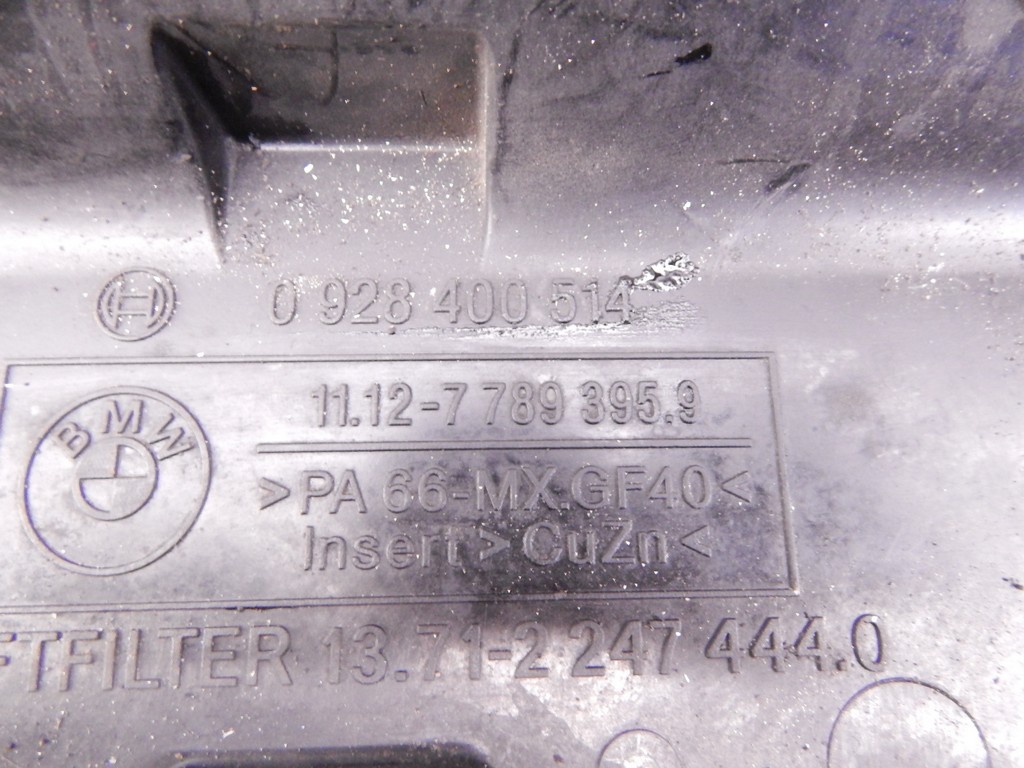 0 928 400 514
BMW
11.12-7 789 395.9
>PA 66-MX.GF40<
Insert > CuZn <
FTFILTER 13.71-2 247 444.0